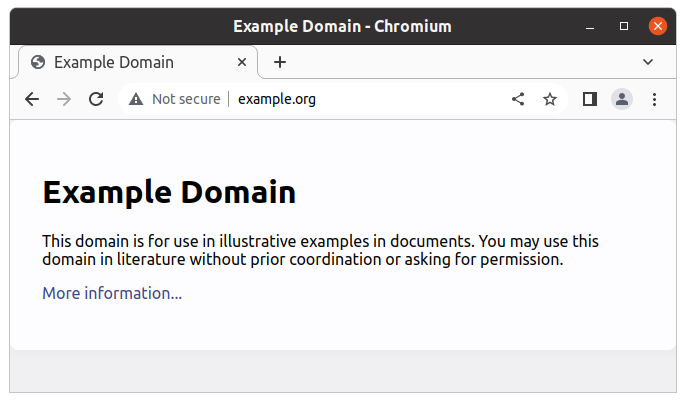 Example Domain - Chromium
Example Domain
Not secure | example.org
Example Domain
This domain is for use in illustrative examples in documents. You may use this
domain in literature without prior coordination or asking for permission.
More information...